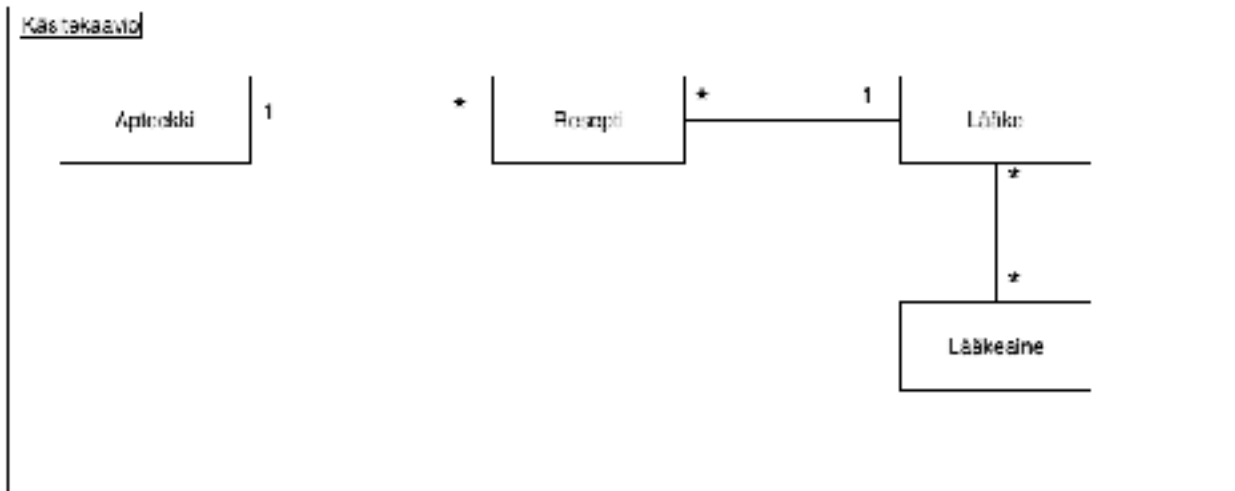 Käsitekaavio
Apteekki
1
*
Resepti
*
1
Lääke
*
*
Lääkeaine